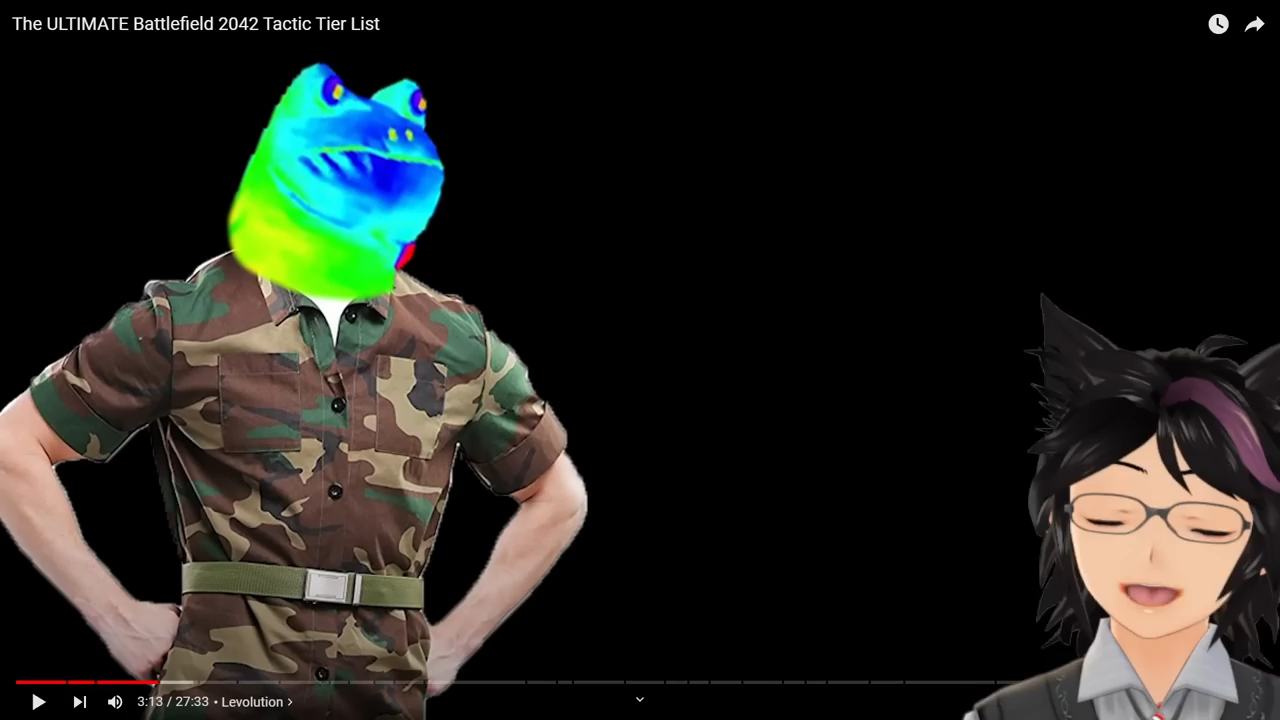 The ULTIMATE Battlefield 2042 Tactic Tier List
3:13 / 27:33 • Levolution